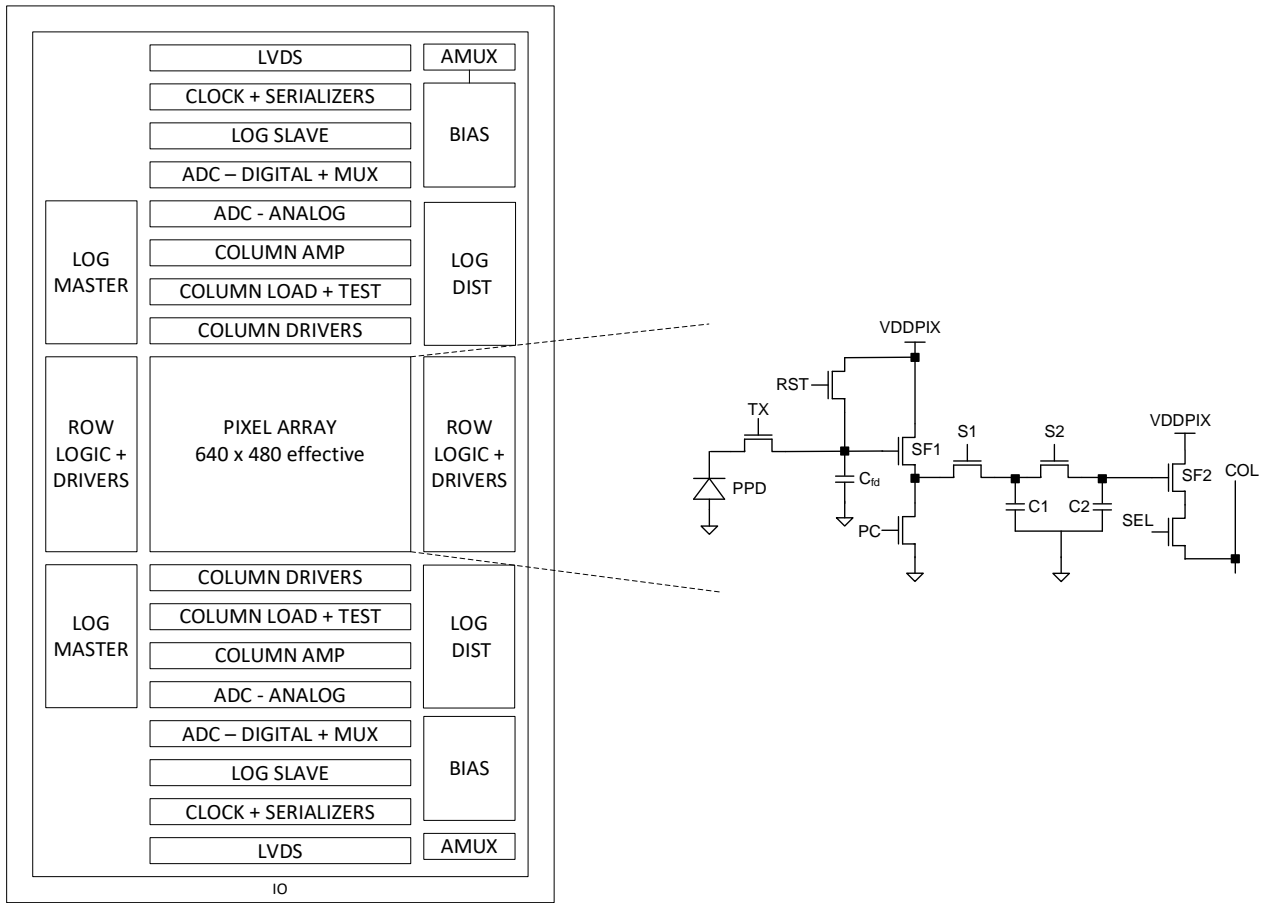 LVDS
AMUX
CLOCK + SERIALIZERS
LOG SLAVE
BIAS
ADC – DIGITAL + MUX
ADC - ANALOG
COLUMN AMP
COLUMN LOAD + TEST
COLUMN DRIVERS
LOG
MASTER
LOG
DIST
ROW
LOGIC +
DRIVERS
PIXEL ARRAY
640 x 480 effective
ROW
LOGIC +
DRIVERS
COLUMN DRIVERS
COLUMN LOAD + TEST
COLUMN AMP
ADC - ANALOG
LOG
MASTER
LOG
DIST
ADC – DIGITAL + MUX
LOG SLAVE
CLOCK + SERIALIZERS
BIAS
LVDS
AMUX
IO
VDDPIX
RST
TX
SF1
S1
S2
VDDPIX
COL
PPD
Cfd
C1
C2
SF2
SEL
PC